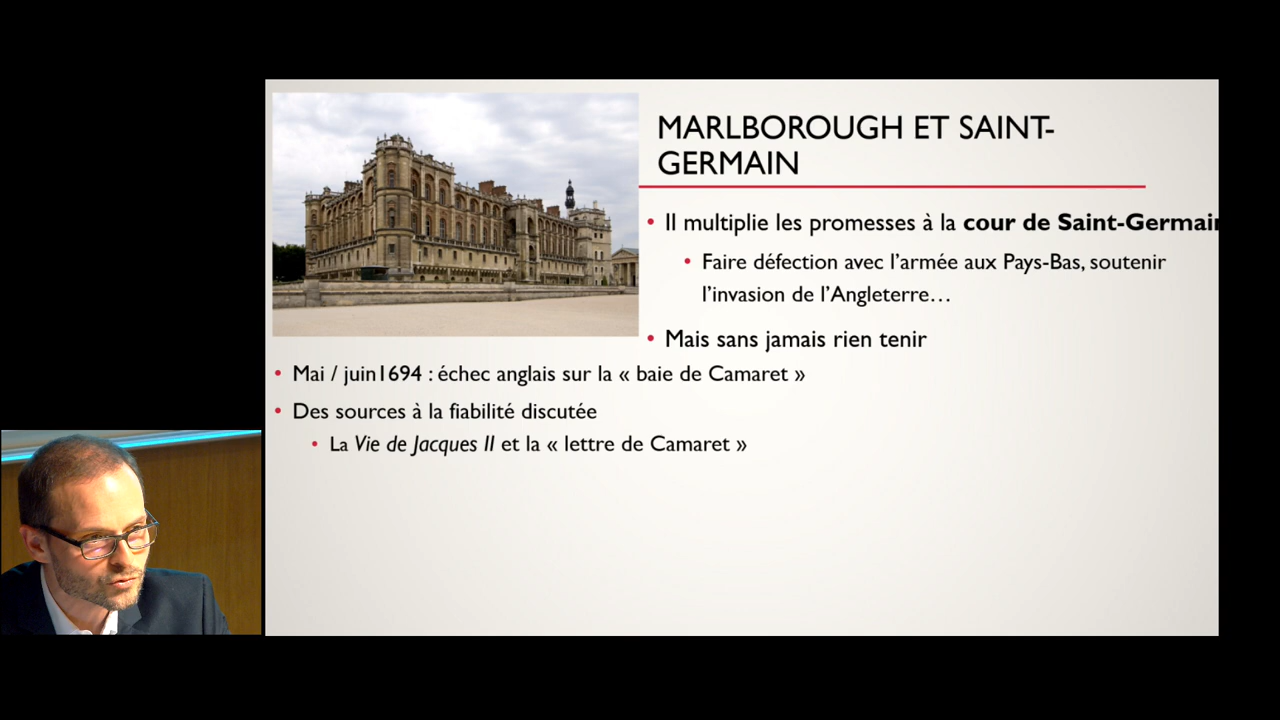 MARLBOROUGH ET SAINT-
GERMAIN
• Il multiplie les promesses à la cour de Saint-Germain
• Faire défection avec l'armée aux Pays-Bas, soutenir
l'invasion de l'Angleterre…
• Mais sans jamais rien tenir
• Mai / juin1694 : échec anglais sur la « baie de Camaret »
• Des sources à la fiabilité discutée
• La Vie de Jacques II et la « lettre de Camaret »